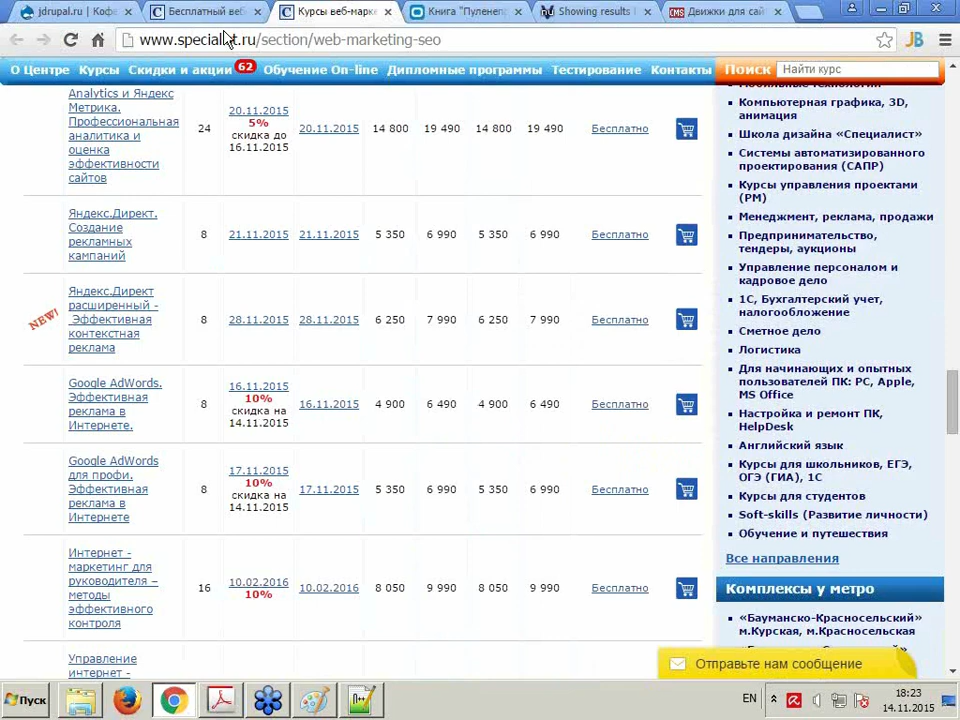 jdrupal.ru | Кофе
Бесплатный веб
Курсы веб-марке
Книга "Пуленепр
Showing results f
Движки для сай
www.specialist.ru/section/web-marketing-seo
О Центре Курсы Скидки и акции 62 Обучение On-line Дипломные программы Тестирование Контакты Поиск Найти курс
Analytics и Яндекс
Метрика.
Профессиональная
аналитика и
оценка
эффективности
сайтов
24
20.11.2015
5%
скидка до
16.11.2015
20.11.2015 14 800 19 490 14 800 19 490 Бесплатно
Яндекс.Директ.
Создание
рекламных
кампаний
8 21.11.2015 21.11.2015 5 350 6 990 5 350 6 990 Бесплатно
NEW!
Яндекс.Директ
расширенный -
Эффективная
контекстная
реклама
8 28.11.2015 28.11.2015 6 250 7 990 6 250 7 990 Бесплатно
Google AdWords.
Эффективная
реклама в
Интернете.
8
16.11.2015
10%
скидка на
14.11.2015
16.11.2015 4 900 6 490 4 900 6 490 Бесплатно
Google AdWords
для профи.
Эффективная
реклама в
Интернете
8
17.11.2015
10%
скидка на
14.11.2015
17.11.2015 5 350 6 990 5 350 6 990 Бесплатно
Интернет -
маркетинг для
руководителя –
методы
эффективного
контроля
16
10.02.2016
10%
10.02.2016 8 050 9 990 8 050 9 990 Бесплатно
Управление
интернет -
Мобильные технологии
Компьютерная графика, 3D,
анимация
Школа дизайна «Специалист»
Системы автоматизированного
проектирования (САПР)
Курсы управления проектами
(PM)
Менеджмент, реклама, продажи
Предпринимательство,
тендеры, аукционы
Управление персоналом и
кадровое дело
1С, Бухгалтерский учет,
налогообложение
Сметное дело
Логистика
Для начинающих и опытных
пользователей ПК: PC, Apple,
MS Office
Настройка и ремонт ПК,
HelpDesk
Английский язык
Курсы для школьников, ЕГЭ,
ОГЭ (ГИА), 1С
Курсы для студентов
Soft-skills (Развитие личности)
Обучение и путешествия
Все направления
Комплексы у метро
«Бауманско-Красносельский»
м.Курская, м.Красносельская
Отправьте нам сообщение
Пуск
EN
18:23
14.11.2015